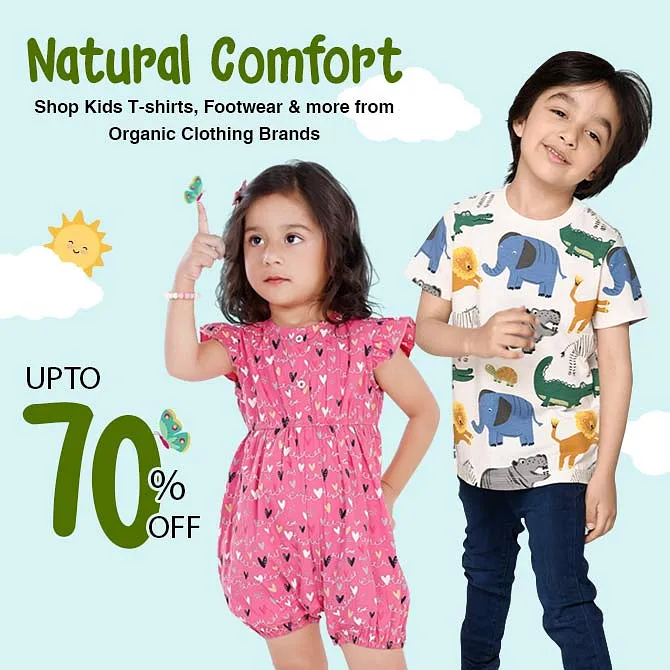 Natural Comfort
Shop Kids T-shirts, Footwear & more from
Organic Clothing Brands
UPTO
70%
OFF